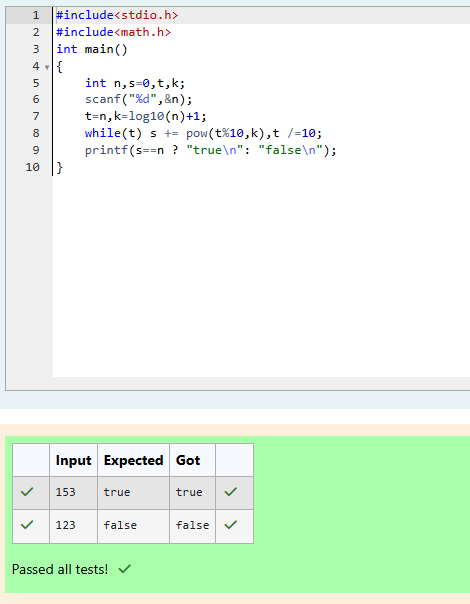 1 #include<stdio.h>
2 #include<math.h>
3 int main()
4 {
5     int n,s=0,t,k;
6     scanf("%d",&n);
7     t=n,k=log10(n)+1;
8     while(t) s += pow(t%10,k),t /=10;
9     printf(s==n ? "true\n": "false\n");
10 }
Input Expected Got
153 true true
123 false false
Passed all tests!